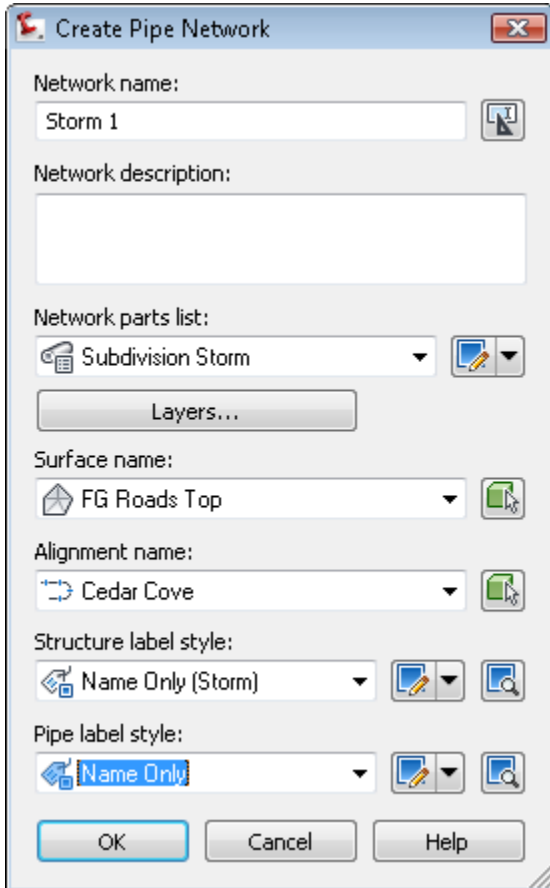 Create Pipe Network
Network name:
Storm 1
Network description:
Network parts list:
Subdivision Storm
Layers...
Surface name:
FG Roads Top
Alignment name:
Cedar Cove
Structure label style:
Name Only (Storm)
Pipe label style:
Name Only
OK Cancel Help